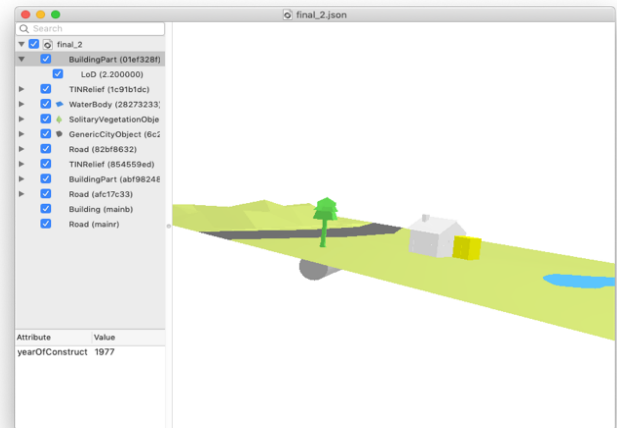 final_2.json
Search
final_2
BuildingPart (01ef328f)
LoD (2.200000)
TINRelief (1c91b1dc)
WaterBody (28273233)
SolitaryVegetationObje
GenericCityObject (6c2
Road (82bf8632)
TINRelief (854559ed)
BuildingPart (abf98248
Road (afc17c33)
Building (mainb)
Road (mainr)
Attribute Value
yearOfConstruct 1977